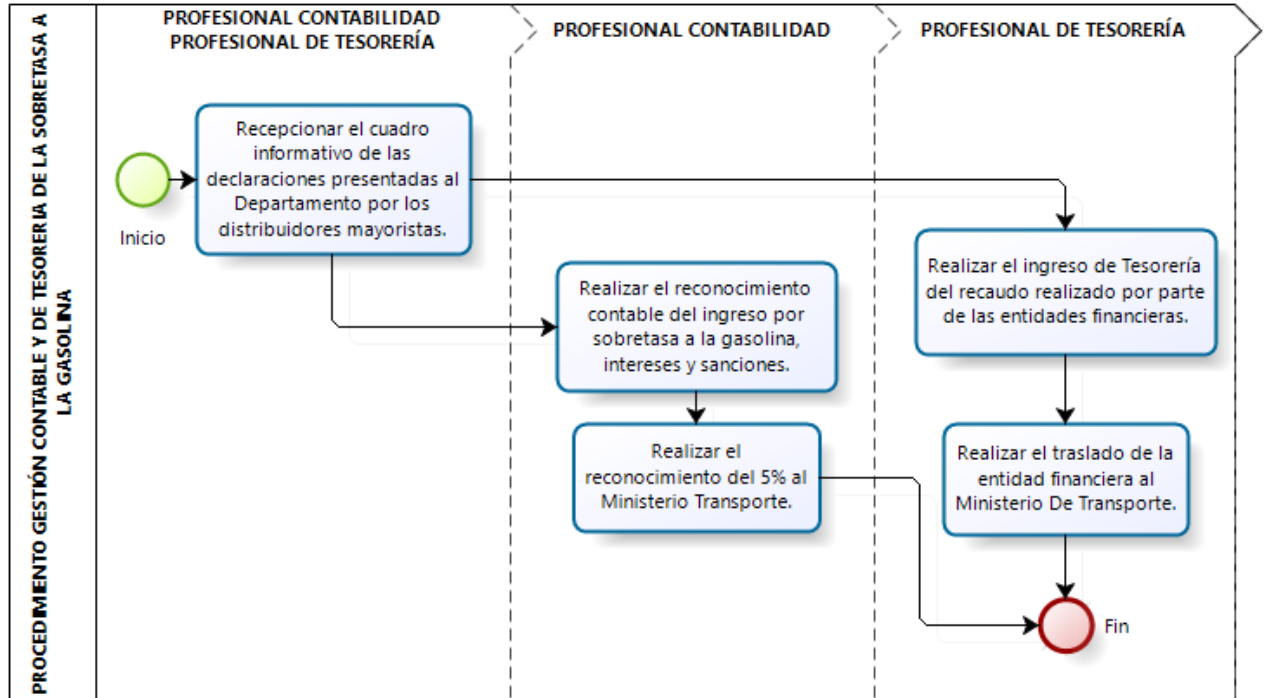 PROCEDIMIENTO GESTIÓN CONTABLE Y DE TESORERIA DE LA SOBRETASA A
LA GASOLINA
PROFESIONAL CONTABILIDAD
PROFESIONAL DE TESORERÍA
PROFESIONAL CONTABILIDAD
PROFESIONAL DE TESORERÍA
Inicio
Recepcionar el cuadro
informativo de las
declaraciones presentadas al
Departamento por los
distribuidores mayoristas.
Realizar el reconocimiento
contable del ingreso por
sobretasa a la gasolina,
intereses y sanciones.
Realizar el
reconocimiento del 5% al
Ministerio Transporte.
Realizar el ingreso de Tesorería
del recaudo realizado por parte
de las entidades financieras.
Realizar el traslado de la
entidad financiera al
Ministerio De Transporte.
Fin